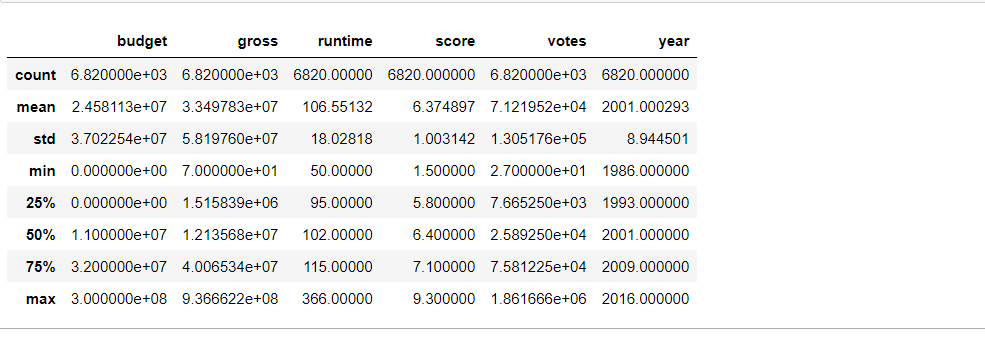 budget gross runtime score votes year
count 6.820000e+03 6.820000e+03 6820.00000 6820.000000 6.820000e+03 6820.000000
mean 2.458113e+07 3.349783e+07 106.55132 6.374897 7.121952e+04 2001.000293
std 3.702254e+07 5.819760e+07 18.02818 1.003142 1.305176e+05 8.944501
min 0.000000e+00 7.000000e+01 50.00000 1.500000 2.700000e+01 1986.000000
25% 0.000000e+00 1.515839e+06 95.00000 5.800000 7.665250e+03 1993.000000
50% 1.100000e+07 1.213568e+07 102.00000 6.400000 2.589250e+04 2001.000000
75% 3.200000e+07 4.006534e+07 115.00000 7.100000 7.581225e+04 2009.000000
max 3.000000e+08 9.366622e+08 366.00000 9.300000 1.861666e+06 2016.000000